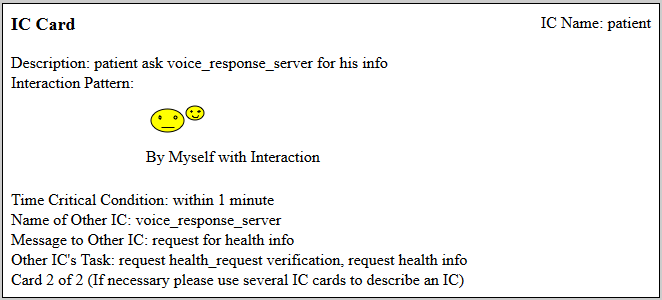 IC Card
IC Name: patient
Description: patient ask voice_response_server for his info
Interaction Pattern:
By Myself with Interaction
Time Critical Condition: within 1 minute
Name of Other IC: voice_response_server
Message to Other IC: request for health info
Other IC's Task: request health_request verification, request health info
Card 2 of 2 (If necessary please use several IC cards to describe an IC)